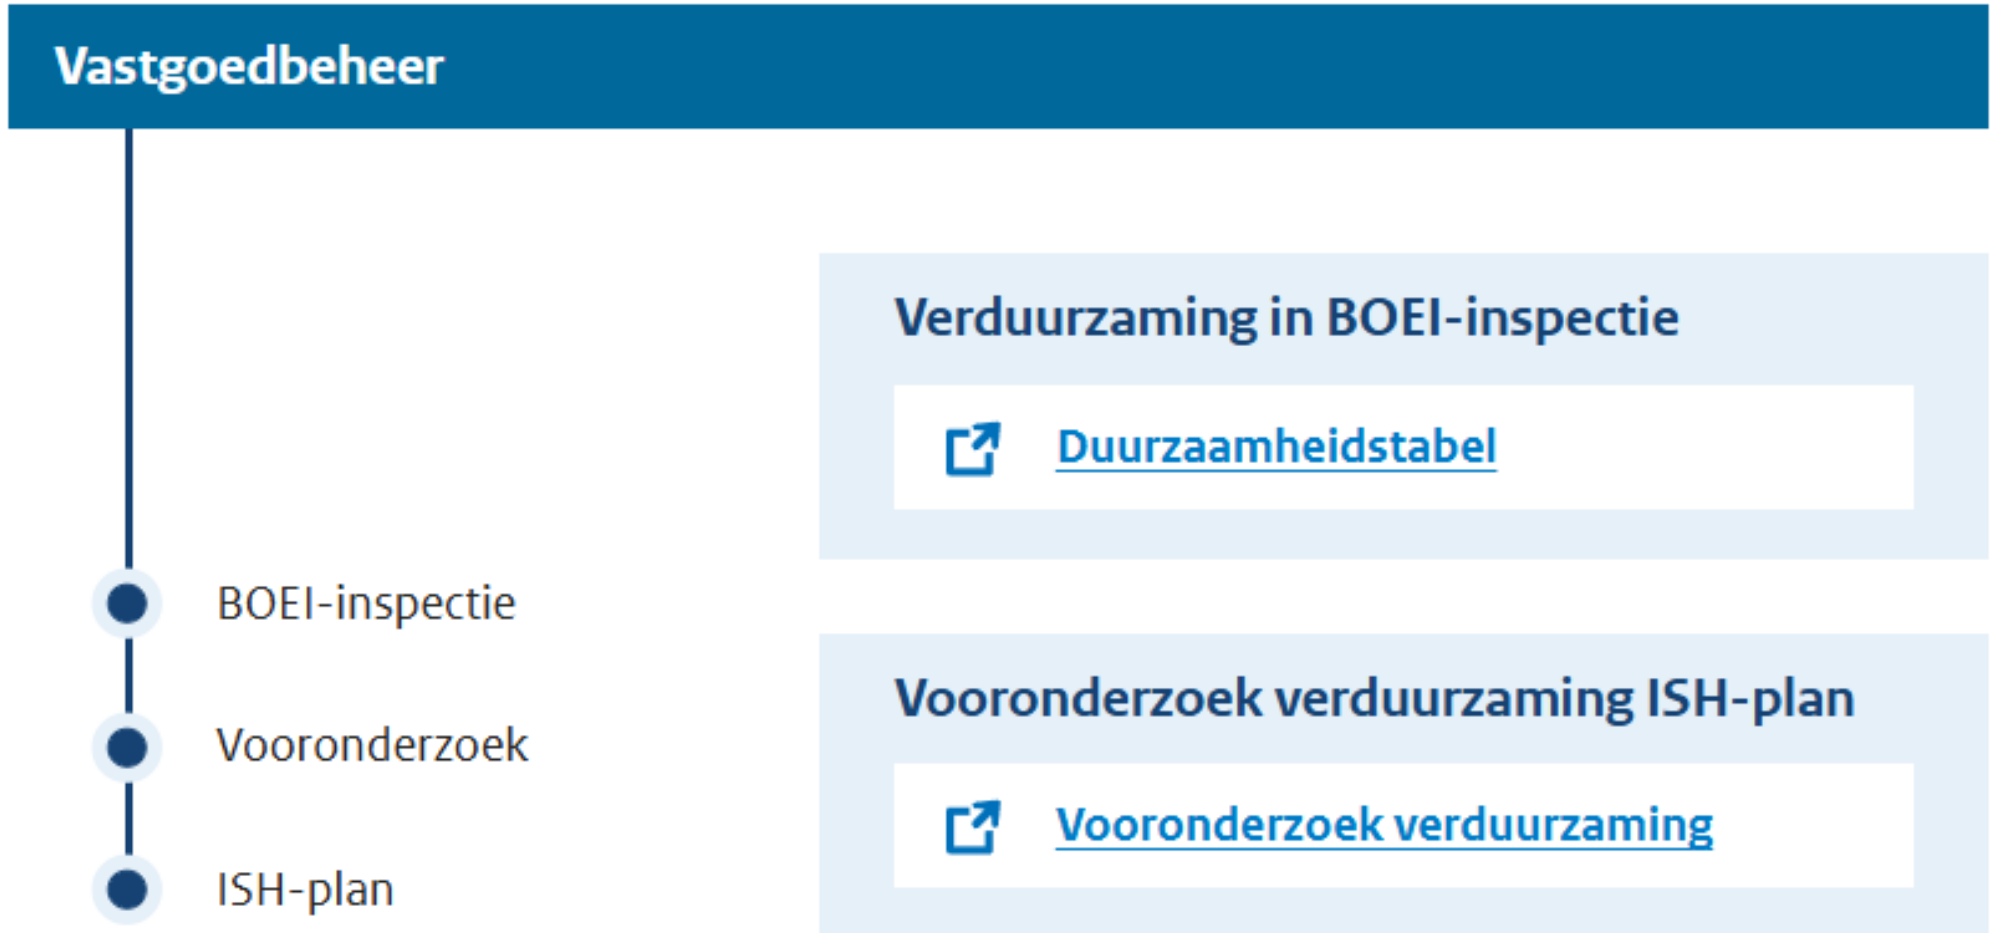 Vastgoedbeheer
BOEI-inspectie
Vooronderzoek
ISH-plan
Verduurzaming in BOEI-inspectie
Duurzaamheidstabel
Vooronderzoek verduurzaming ISH-plan
Vooronderzoek verduurzaming